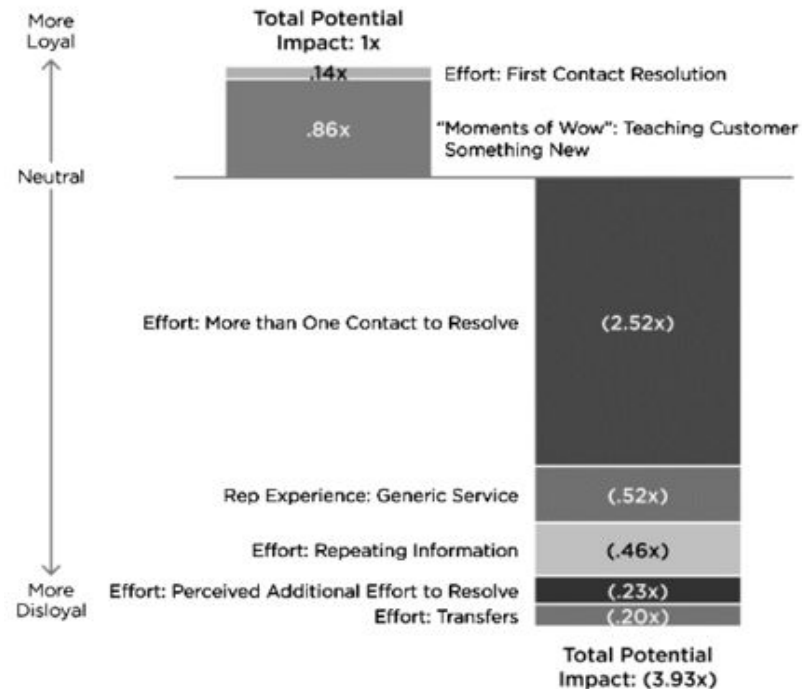 More
Loyal
Total Potential
Impact: 1x
.14x
Effort: First Contact Resolution
.86x
“Moments of Wow”: Teaching Customer
Something New
Neutral
Effort: More than One Contact to Resolve
(2.52x)
Rep Experience: Generic Service
(.52x)
Effort: Repeating Information
(.46x)
More
Disloyal
Effort: Perceived Additional Effort to Resolve
(.23x)
Effort: Transfers
(.20x)
Total Potential
Impact: (3.93x)